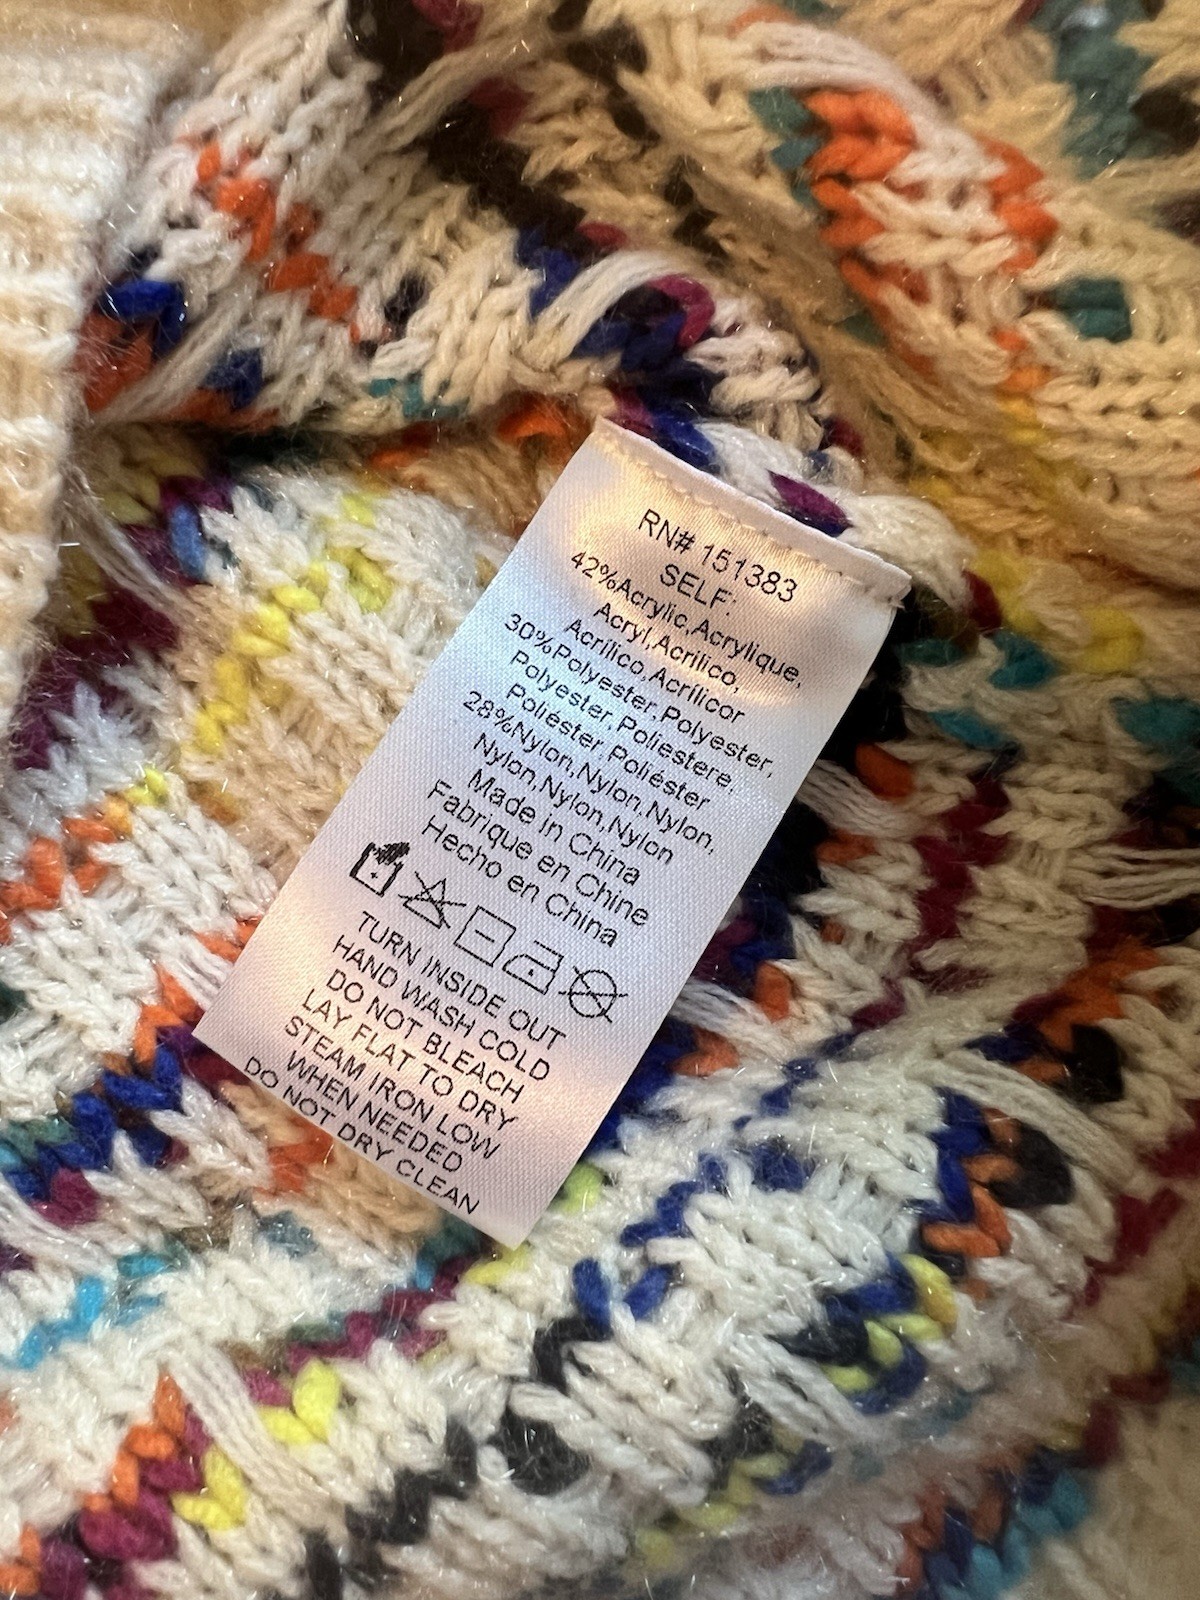 RN# 151383
SELF:
42%Acrylic,Acrylique,
Acryl,Acrilico,
Acrílico,Acrílicor
30%Polyester,Polyester,
Polyester,Poliestere,
Poliéster,Poliéster
28%Nylon,Nylon,Nylon,
Nylon,Nylon,Nylon
Made in China
Fabrique en Chine
Hecho en China
TURN INSIDE OUT
HAND WASH COLD
DO NOT BLEACH
LAY FLAT TO DRY
STEAM IRON LOW
WHEN NEEDED
DO NOT DRY CLEAN